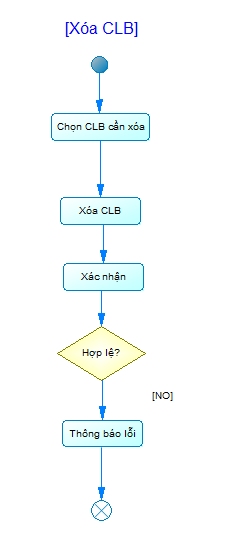 [Xóa CLB]
Chọn CLB cần xóa
Xóa CLB
Xác nhận
Hợp lệ?
[NO]
Thông báo lỗi